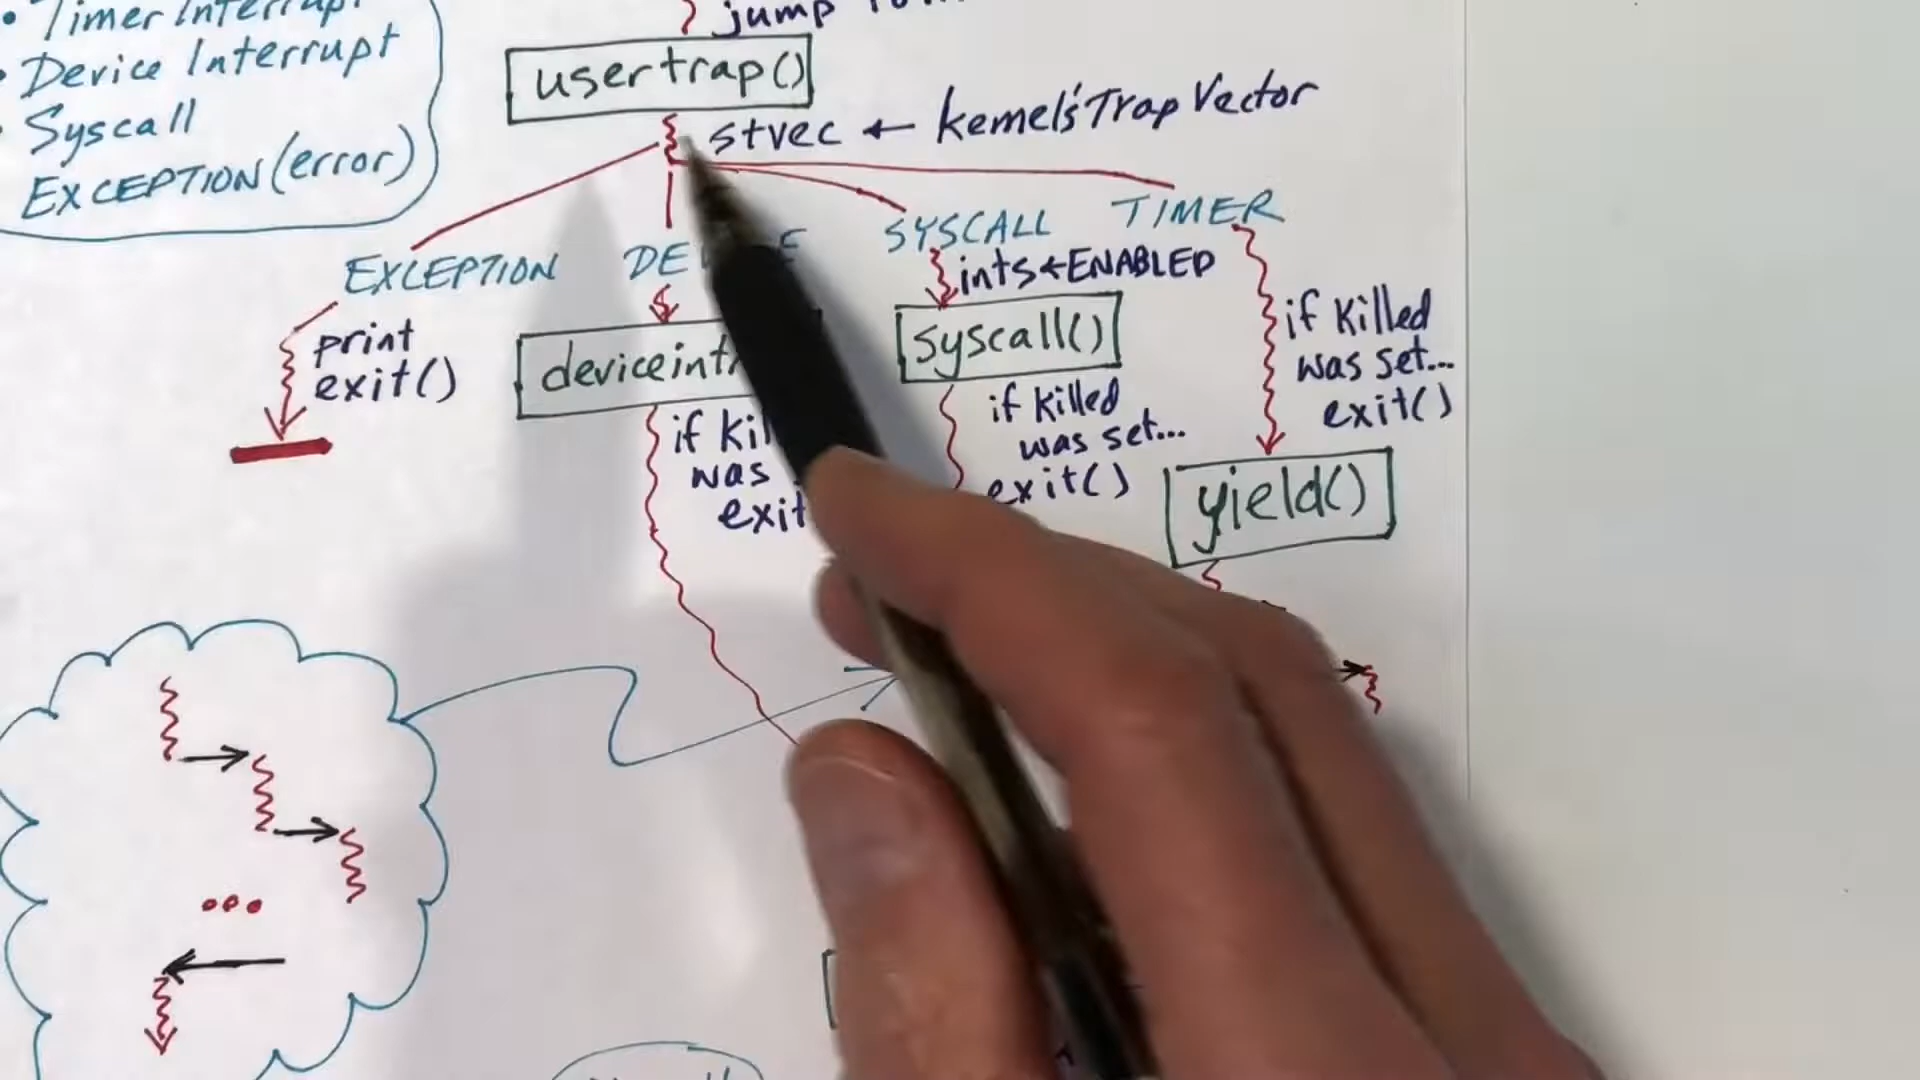 • Timer Interrupt
• Device Interrupt
• Syscall
EXCEPTION (error)
jump
usertrap()
stvec ← kernel's Trap Vector
EXCEPTION
SYSCALL
TIMER
print
exit()
ints ← ENABLED
syscall()
if killed
was
exit
if killed
was set...
exit()
if killed
was set...
exit()
yield()